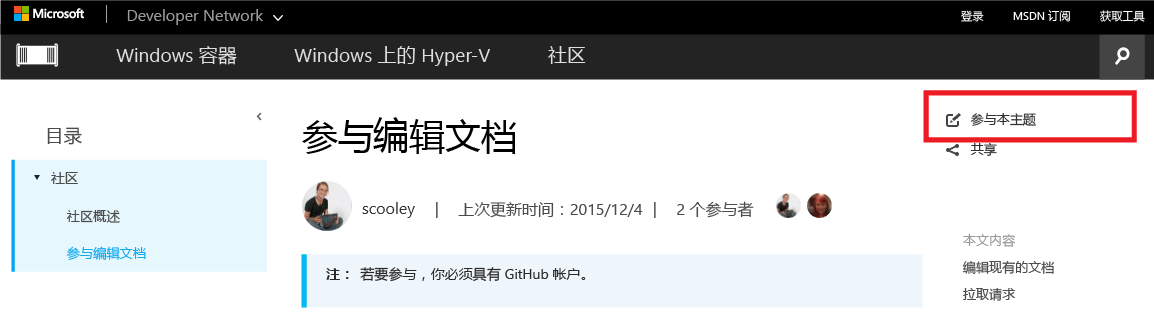 Microsoft Developer Network 登录 MSDN 订阅 获取工具
Windows 容器 Windows 上的 Hyper-V 社区
目录
社区
社区概述
参与编辑文档
参与编辑文档
scooley | 上次更新时间：2015/12/4 | 2 个参与者
注： 若要参与，你必须具有 GitHub 帐户。
参与本主题
共享
本文内容
编辑现有的文档
拉取请求